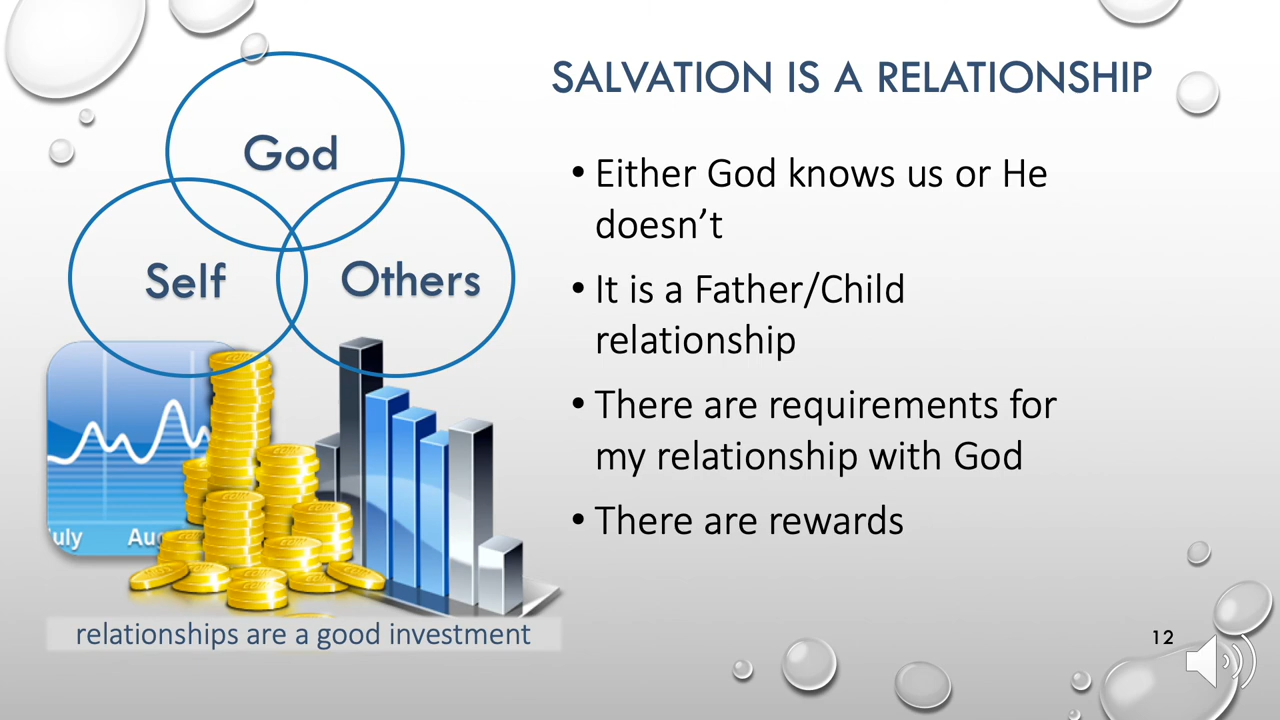 SALVATION IS A RELATIONSHIP
God
Self
Others
• Either God knows us or He
doesn’t
• It is a Father/Child
relationship
• There are requirements for
my relationship with God
• There are rewards
uly
Aug
relationships are a good investment
12